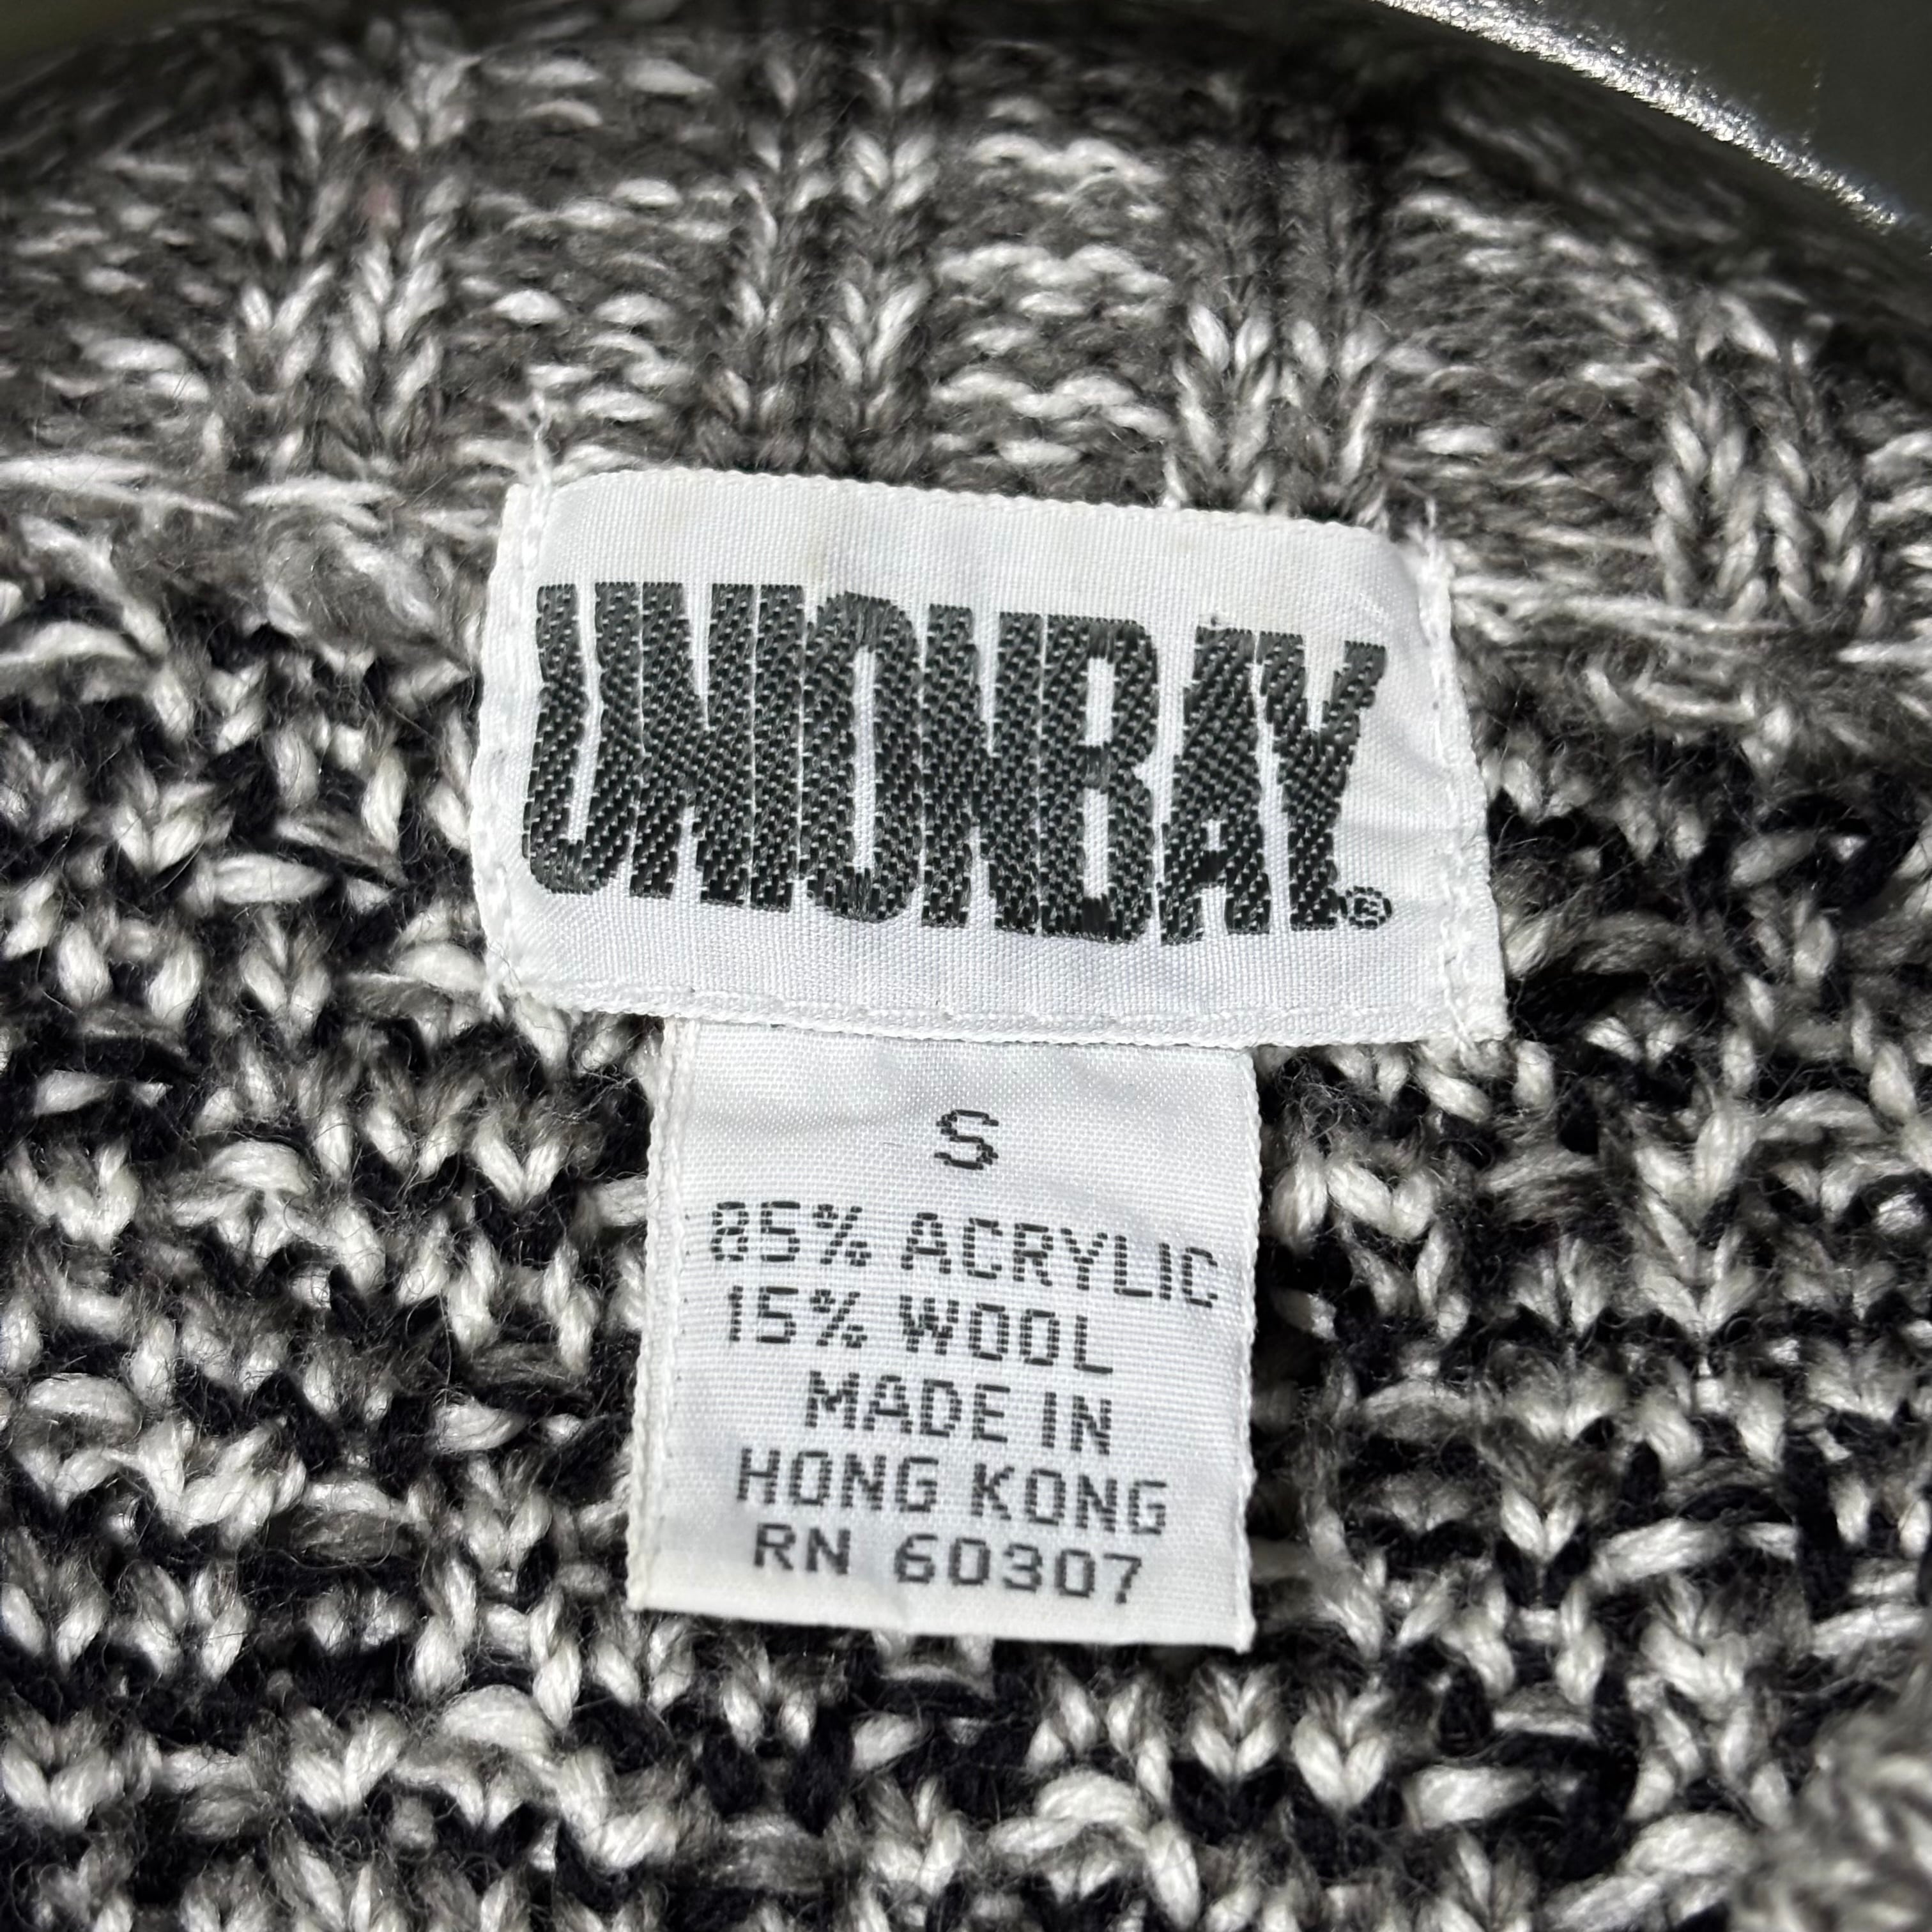 UNIONBAY®
S
85% ACRYLIC
15% WOOL
MADE IN
HONG KONG
RN 60307